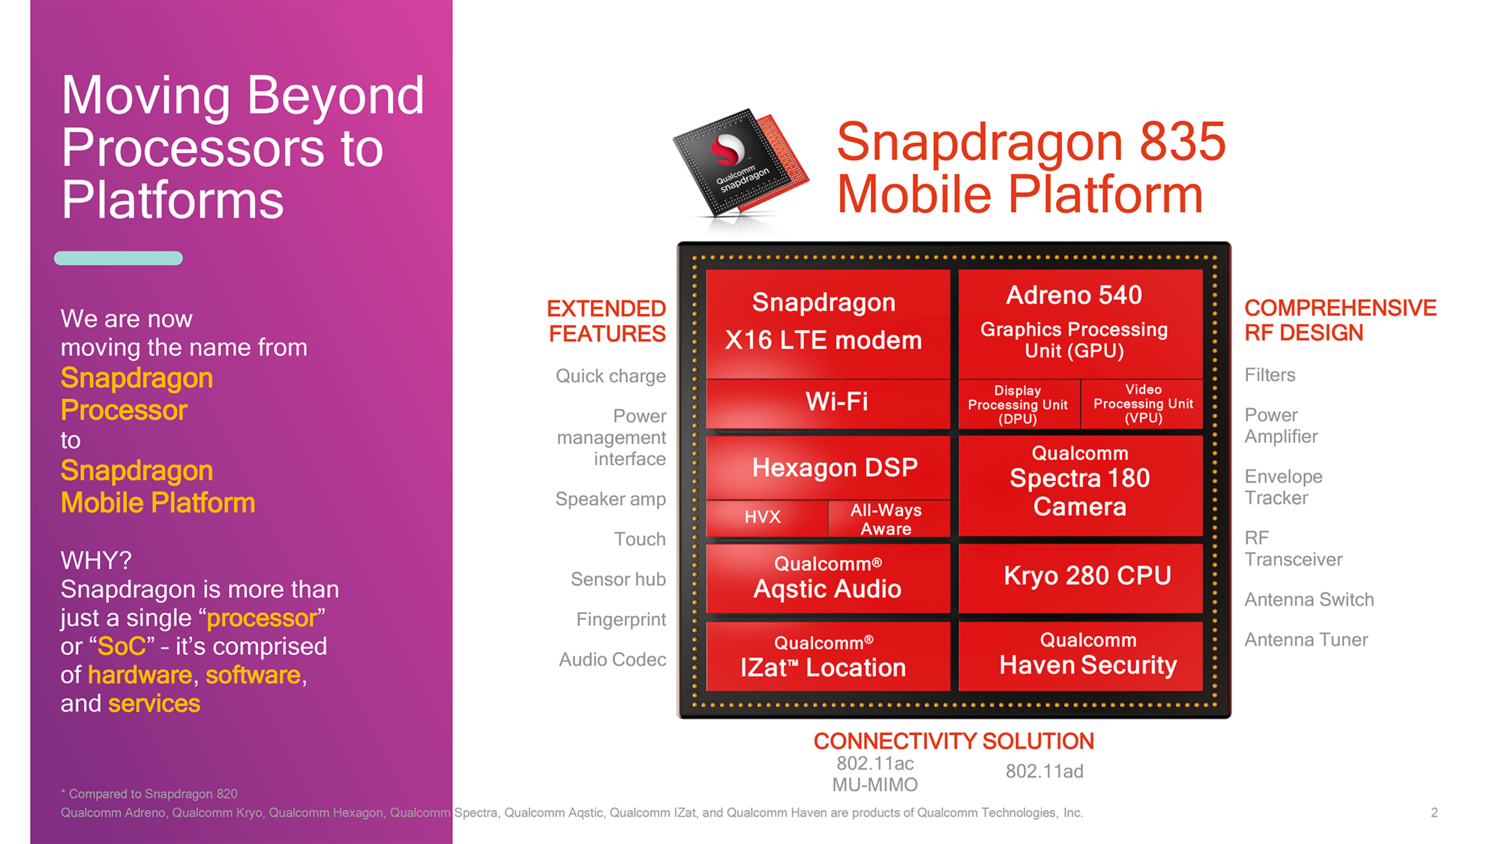 Moving Beyond
Processors to
Platforms
We are now
moving the name from
Snapdragon
Processor
to
Snapdragon
Mobile Platform
WHY?
Snapdragon is more than
just a single “processor”
or “SoC” - it’s comprised
of hardware, software,
and services
Qualcomm
snapdragon
Snapdragon 835
Mobile Platform
EXTENDED
FEATURES
Quick charge
Power
management
interface
Speaker amp
Touch
Sensor hub
Fingerprint
Audio Codec
Snapdragon
X16 LTE modem
Wi-Fi
Hexagon DSP
HVX
All-Ways
Aware
Qualcomm®
Aqstic Audio
Qualcomm®
IZat™ Location
Adreno 540
Graphics Processing
Unit (GPU)
Display
Processing Unit
(DPU)
Video
Processing Unit
(VPU)
Qualcomm
Spectra 180
Camera
Kryo 280 CPU
Qualcomm
Haven Security
COMPREHENSIVE
RF DESIGN
Filters
Power
Amplifier
Envelope
Tracker
RF
Transceiver
Antenna Switch
Antenna Tuner
CONNECTIVITY SOLUTION
802.11ac
MU-MIMO
802.11ad
* Compared to Snapdragon 820
Qualcomm Adreno, Qualcomm Kryo, Qualcomm Hexagon, Qualcomm Spectra, Qualcomm Aqstic, Qualcomm IZat, and Qualcomm Haven are products of Qualcomm Technologies, Inc.
2